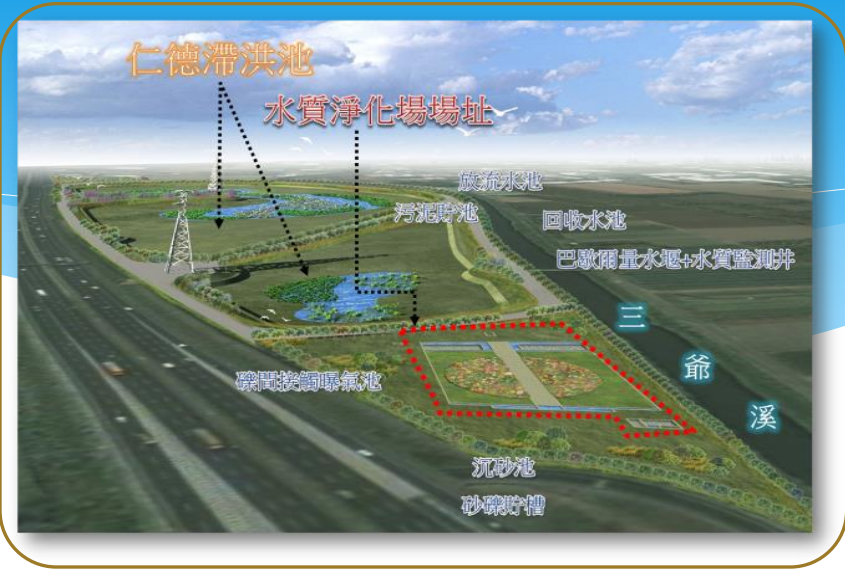 仁德滯洪池
水質淨化場場址
放流水池
污泥貯池
回收水池
巴歇爾量水堰+水質監測井
三
爺
溪
礫間接觸曝氣池
沉砂池
砂礫貯槽